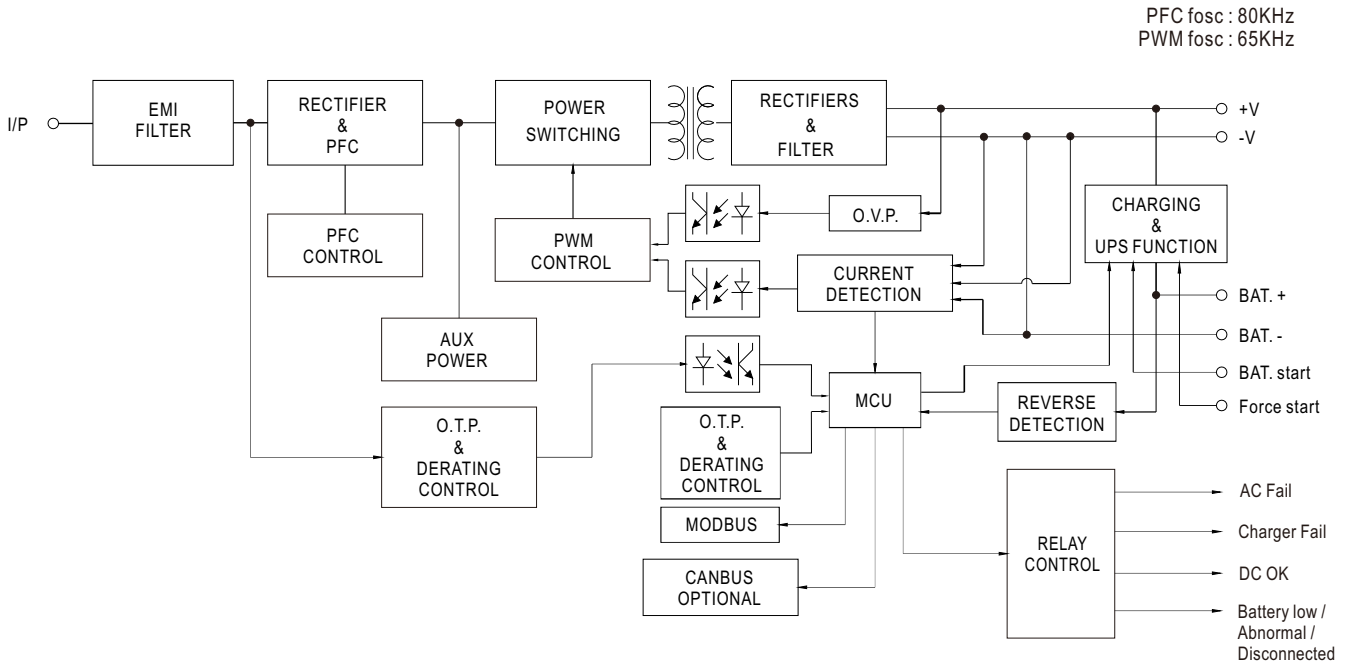 PFC fosc : 80KHz
PWM fosc : 65KHz
I/P
EMI
FILTER
RECTIFIER
&
PFC
POWER
SWITCHING
RECTIFIERS
&
FILTER
+V
-V
PFC
CONTROL
PWM
CONTROL
O.V.P.
CHARGING
&
UPS FUNCTION
CURRENT
DETECTION
BAT. +
BAT. -
AUX
POWER
BAT. start
MCU
REVERSE
DETECTION
Force start
O.T.P.
&
DERATING
CONTROL
O.T.P.
&
DERATING
CONTROL
MODBUS
CANBUS
OPTIONAL
RELAY
CONTROL
AC Fail
Charger Fail
DC OK
Battery low /
Abnormal /
Disconnected